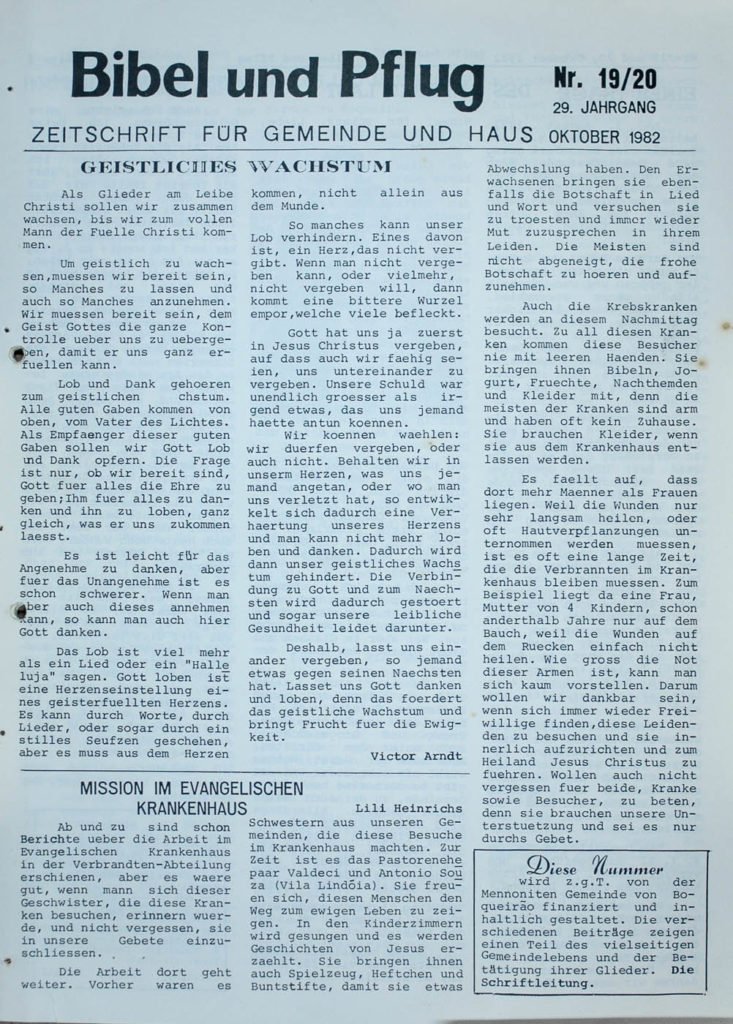 Bibel und Pflug
Nr. 19/20
29. JAHRGANG
ZEITSCHRIFT FÜR GEMEINDE UND HAUS OKTOBER 1982
GEISTLICHES WACHSTUM
Als Glieder am Leibe
Christi sollen wir zusammen
wachsen, bis wir zum vollen
Mann der Fuelle Christi kom-
men.
Um geistlich zu wach-
sen,muessen wir bereit sein,
so Manches zu lassen und
auch so Manches anzunehmen.
Wir muessen bereit sein, dem
Geist Gottes die ganze Kon-
trolle ueber uns zu ueberge-
ben, damit er uns ganz er-
fuellen kann.
Lob und Dank gehoeren
zum geistlichen chstum.
Alle guten Gaben kommen von
oben, vom Vater des Lichtes.
Als Empfaenger dieser guten
Gaben sollen wir Gott Lob
und Dank opfern. Die Frage
ist nur, ob wir bereit sind,
Gott fuer alles die Ehre zu
geben;Ihm fuer alles zu dan-
ken und ihn zu loben, ganz
gleich, was er uns zukommen
laesst.
Es ist leicht für das
Angenehme zu danken, aber
fuer das Unangenehme ist es
schon schwerer. Wenn man
aber auch dieses annehmen
kann, so kann man auch hier
Gott danken.
Das Lob ist viel mehr
als ein Lied oder ein "Halle
luja" sagen. Gott loben ist
eine Herzenseinstellung ei-
nes geisterfuellten Herzens.
Es kann durch Worte, durch
Lieder, oder sogar durch ein
stilles Seufzen geschehen,
aber es muss aus dem Herzen
kommen, nicht allein aus
dem Munde.
So manches kann unser
Lob verhindern. Eines davon
ist, ein Herz,das nicht ver-
gibt. Wenn man nicht verge-
ben kann, oder vielmehr,
nicht vergeben will, dann
kommt eine bittere Wurzel
empor,welche viele befleckt.
Gott hat uns ja zuerst
in Jesus Christus vergeben,
auf dass auch wir faehig se-
ien, uns untereinander zu
vergeben. Unsere Schuld war
unendlich groesser als ir-
gend etwas, das uns jemand
haette antun koennen.
Wir koennen waehlen:
wir duerfen vergeben, oder
auch nicht. Behalten wir in
unserm Herzen, was uns je-
mand angetan, oder wo man
uns verletzt hat, so entwik-
kelt sich dadurch eine Ver-
haertung unseres Herzens
und man kann nicht mehr lo-
ben und danken. Dadurch wird
dann unser geistliches Wachs
tum gehindert. Die Verbin-
dung zu Gott und zum Naech-
sten wird dadurch gestoert
und sogar unsere leibliche
Gesundheit leidet darunter.
Deshalb, lasst uns ein-
ander vergeben, so jemand
etwas gegen seinen Naechsten
hat. Lasset uns Gott danken
und loben, denn das foerdert
das geistliche Wachstum und
bringt Frucht fuer die Ewig-
keit.
Victor Arndt
MISSION IM EVANGELISCHEN
KRANKENHAUS
Lili Heinrichs
Ab und zu sind schon
Berichte ueber die Arbeit im
Evangelischen Krankenhaus
in der Verbrandten-Abteilung
erschienen, aber es waere
gut, wenn mann sich dieser
Geschwister, die diese Kran-
ken besuchen, erinnern wuer-
de, und nicht vergessen, sie
in unsere Gebete einzu-
schliessen.
Die Arbeit dort geht
weiter. Vorher waren es
Schwestern aus unseren Ge-
meinden, die diese Besuche
im Krankenhaus machten. Zur
Zeit ist es das Pastorenehe
paar Valdeci und Antonio Sou
za (Vila Lindóia). Sie freu-
en sich, diesen Menschen den
Weg zum ewigen Leben zu zei-
gen. In den Kinderzimmern
wird gesungen und es werden
Geschichten von Jesus er-
zaehlt. Sie bringen ihnen
auch Spielzeug, Heftchen und
Buntstifte, damit sie etwas
Abwechslung haben. Den Er-
wachsenen bringen sie eben-
falls die Botschaft in Lied
und Wort und versuchen sie
zu troesten und immer wieder
Mut zuzusprechen in ihrem
Leiden. Die Meisten sind
nicht abgeneigt, die frohe
Botschaft zu hoeren und auf-
zunehmen.
Auch die Krebskranken
werden an diesem Nachmittag
besucht. Zu all diesen Kran-
ken kommen diese Besucher
nie mit leeren Haenden. Sie
bringen ihnen Bibeln, Jo-
gurt, Fruechte, Nachthemden
und Kleider mit, denn die
meisten der Kranken sind arm
und haben oft kein Zuhause.
Sie brauchen Kleider, wenn
sie aus dem Krankenhaus ent-
lassen werden.
Es faellt auf, dass
dort mehr Maenner als Frauen
liegen. Weil die Wunden nur
sehr langsam heilen, oder
oft Hautverpflanzungen un-
ternommen werden muessen,
ist es oft eine lange Zeit,
die die Verbrannten im Kran-
kenhaus bleiben muessen. Zum
Beispiel liegt da eine Frau,
Mutter von 4 Kindern, schon
anderthalb Jahre nur auf dem
Bauch, weil die Wunden auf
dem Ruecken einfach nicht
heilen. Wie gross die Not
dieser Armen ist, kann man
sich kaum vorstellen. Darum
wollen wir dankbar sein,
wenn sich immer wieder Frei-
willige finden,diese Leiden-
den zu besuchen und sie in-
nerlich aufzurichten und zum
Heiland Jesus Christus zu
fuehren. Wollen auch nicht
vergessen fuer beide, Kranke
sowie Besucher, zu beten,
denn sie brauchen unsere Un-
terstuetzung und sei es nur
durchs Gebet.
Diese Nummer
wird z.g.T. von der
Mennoniten Gemeinde von Bo-
queirão finanziert und in-
haltlich gestaltet. Die ver-
schiedenen Beiträge zeigen
einen Teil des vielseitigen
Gemeindelebens und der Be-
tätigung ihrer Glieder. Die
Schriftleitung.